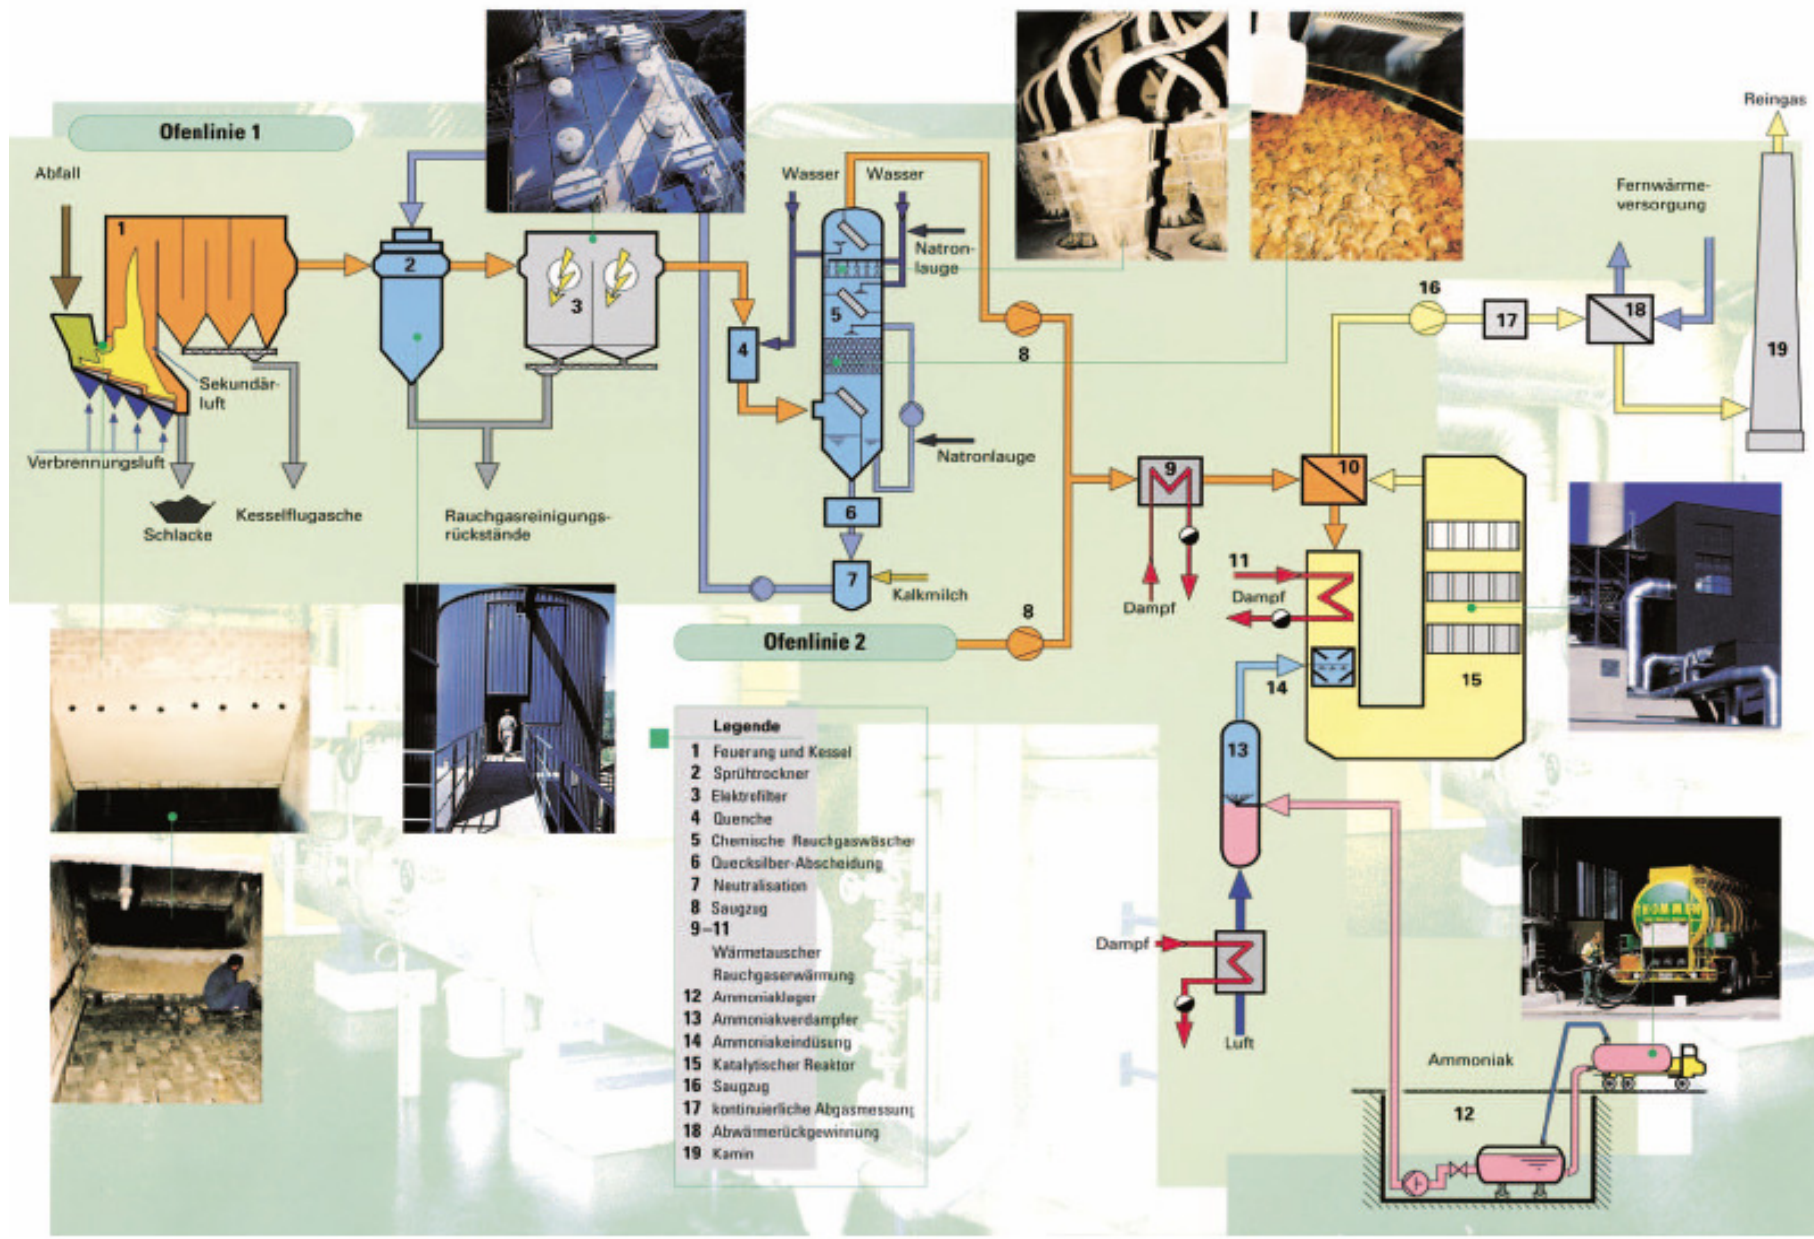 Ofenlinie 1
Reingas
Abfall
Wasser
Wasser
Fernwärme-
versorgung
1
2
3
Natron-
lauge
4
5
8
16
17
18
19
Sekundär-
luft
Verbrennungsluft
Natronlauge
9
10
Schlacke
Kesselflugasche
Rauchgasreinigungs-
rückstände
6
7
Kalkmilch
Dampf
11
Dampf
8
Ofenlinie 2
14
15
13
Legende
1 Feuerung und Kessel
2 Sprühtrockner
3 Elektrofilter
4 Quenche
5 Chemische Rauchgaswäscher
6 Quecksilber-Abscheidung
7 Neutralisation
8 Saugzug
9–11
Wärmetauscher
Rauchgaserwärmung
12 Ammoniaklager
13 Ammoniakverdampfer
14 Ammoniakeindüsung
15 Katalytischer Reaktor
16 Saugzug
17 kontinuierliche Abgasmessung
18 Abwärmerückgewinnung
19 Kamin
Dampf
Luft
Ammoniak
12